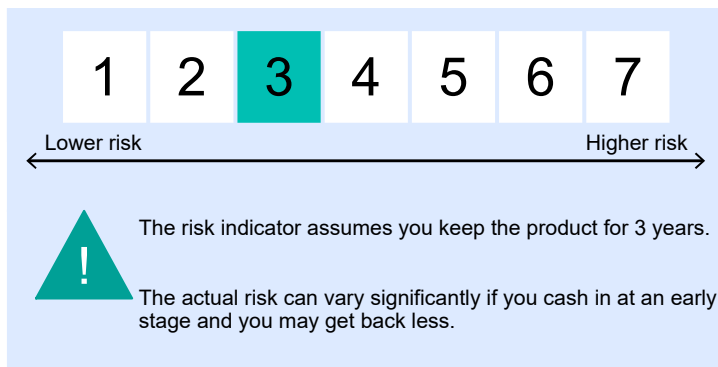 1 2 3 4 5 6 7
Lower risk Higher risk
! The risk indicator assumes you keep the product for 3 years.
The actual risk can vary significantly if you cash in at an early
stage and you may get back less.